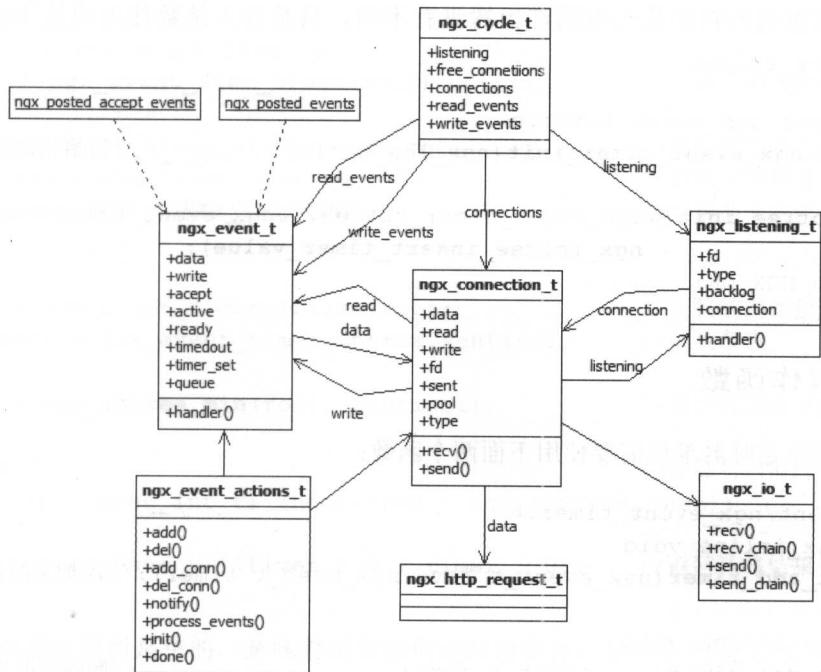 ngx_cycle_t
+listening
+free_connetiions
+connections
+read_events
+write_events
ngx_posted_accept_events
ngx_posted_events
read_events
write_events
connections
listening
ngx_event_t
+data
+write
+acept
+active
+ready
+timedout
+timer_set
+queue
+handler()
read
data
write
ngx_connection_t
+data
+read
+write
+fd
+sent
+pool
+type
+recv()
+send()
connection
listening
ngx_listening_t
+fd
+type
+backlog
+connection
+handler()
ngx_event_actions_t
+add()
+del()
+add_conn()
+del_conn()
+notify()
+process_events()
+init()
+done()
data
ngx_http_request_t
ngx_io_t
+recv()
+recv_chain()
+send()
+send_chain()